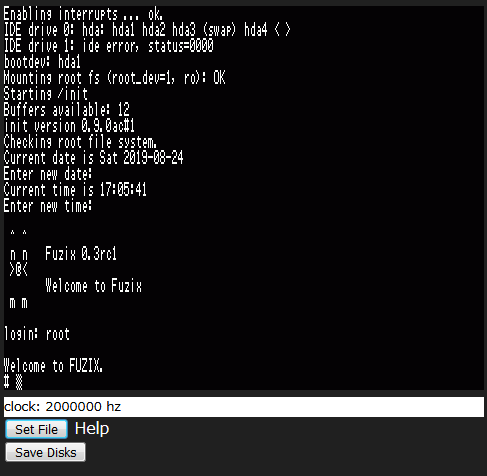 Enabling interrupts ... ok.
IDE drive 0: hda: hda1 hda2 hda3 (swap) hda4 < >
IDE drive 1: ide error, status=0000
bootdev: hda1
Mounting root fs (root_dev=1, ro): OK
Starting /init
Buffers available: 12
init version 0.9.0ac#1
Checking root file system.
Current date is Sat 2019-08-24
Enter new date:
Current time is 17:05:41
Enter new time:
^ ^
n n   Fuzix 0.3rc1
>@<
Welcome to Fuzix
m m
login: root
Welcome to FUZIX.
#
clock: 2000000 hz
Set File Help
Save Disks